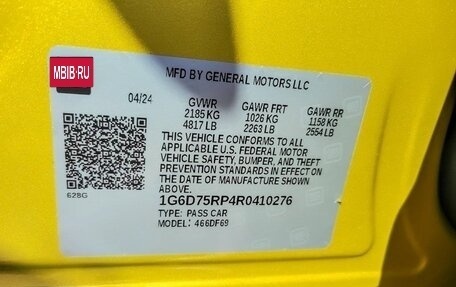 MBIB.RU
MFD BY GENERAL MOTORS LLC
04/24 GVWR GAWR FRT GAWR RR
2185 KG 1026 KG 1158 KG
4817 LB 2263 LB 2554 LB
THIS VEHICLE CONFORMS TO ALL
APPLICABLE U.S. FEDERAL MOTOR
VEHICLE SAFETY, BUMPER, AND THEFT
PREVENTION STANDARDS IN EFFECT ON
THE DATE OF MANUFACTURE SHOWN
ABOVE.
628G
1G6D75RP4R0410276
TYPE: PASS CAR
MODEL: 466DF69